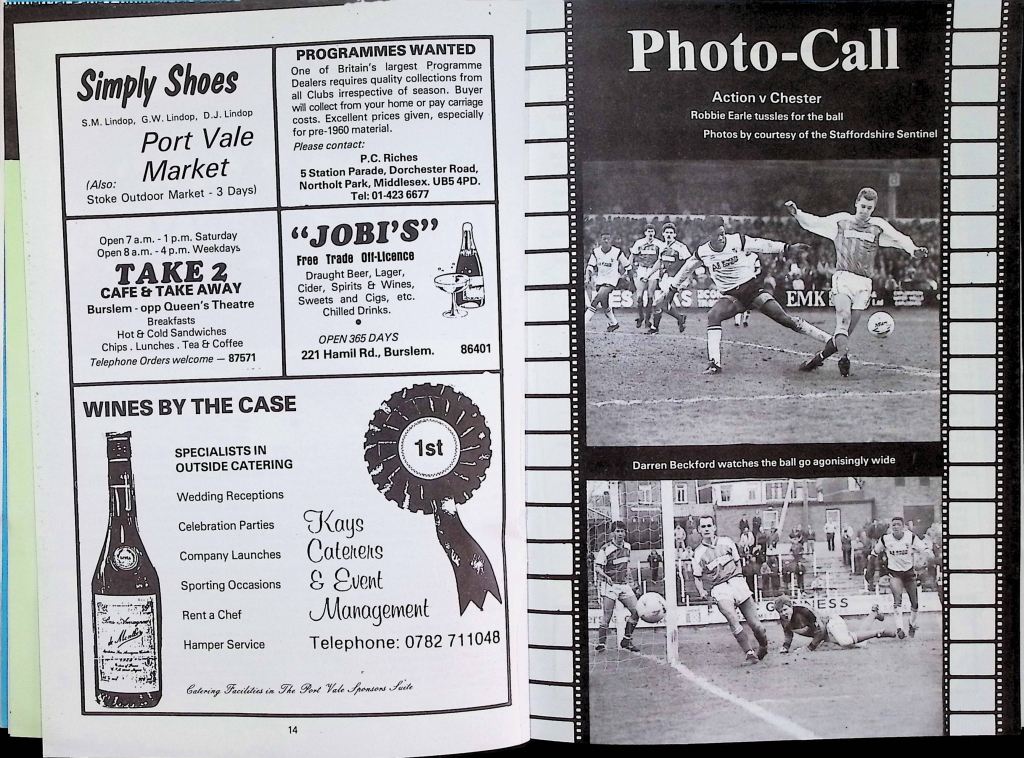 Simply Shoes
S.M. Lindop, G.W. Lindop, D.J. Lindop
Port Vale
Market
(Also:
Stoke Outdoor Market - 3 Days)
PROGRAMMES WANTED
One of Britain's largest Programme
Dealers requires quality collections from
all Clubs irrespective of season. Buyer
will collect from your home or pay carriage
costs. Excellent prices given, especially
for pre-1960 material.
Please contact:
P.C. Riches
5 Station Parade, Dorchester Road,
Northolt Park, Middlesex. UB5 4PD.
Tel: 01-423 6677
Open 7 a.m. - 1 p.m. Saturday
Open 8 a.m. - 4 p.m. Weekdays
TAKE 2
CAFE & TAKE AWAY
Burslem - opp Queen's Theatre
Breakfasts
Hot & Cold Sandwiches
Chips . Lunches . Tea & Coffee
Telephone Orders welcome — 87571
"JOBI'S"
Free Trade Off-Licence
Draught Beer, Lager,
Cider, Spirits & Wines,
Sweets and Cigs, etc.
Chilled Drinks.
OPEN 365 DAYS
221 Hamil Rd., Burslem. 86401
WINES BY THE CASE
1st
SPECIALISTS IN
OUTSIDE CATERING
Wedding Receptions
Celebration Parties
Company Launches
Sporting Occasions
Rent a Chef
Hamper Service
Kays
Caterers
& Event
Management
Telephone: 0782 711048
Catering Facilities in The Port Vale Sponsors Suite
14
Photo-Call
Action v Chester
Robbie Earle tussles for the ball
Photos by courtesy of the Staffordshire Sentinel
EMK
Darren Beckford watches the ball go agonisingly wide
GUINNESS